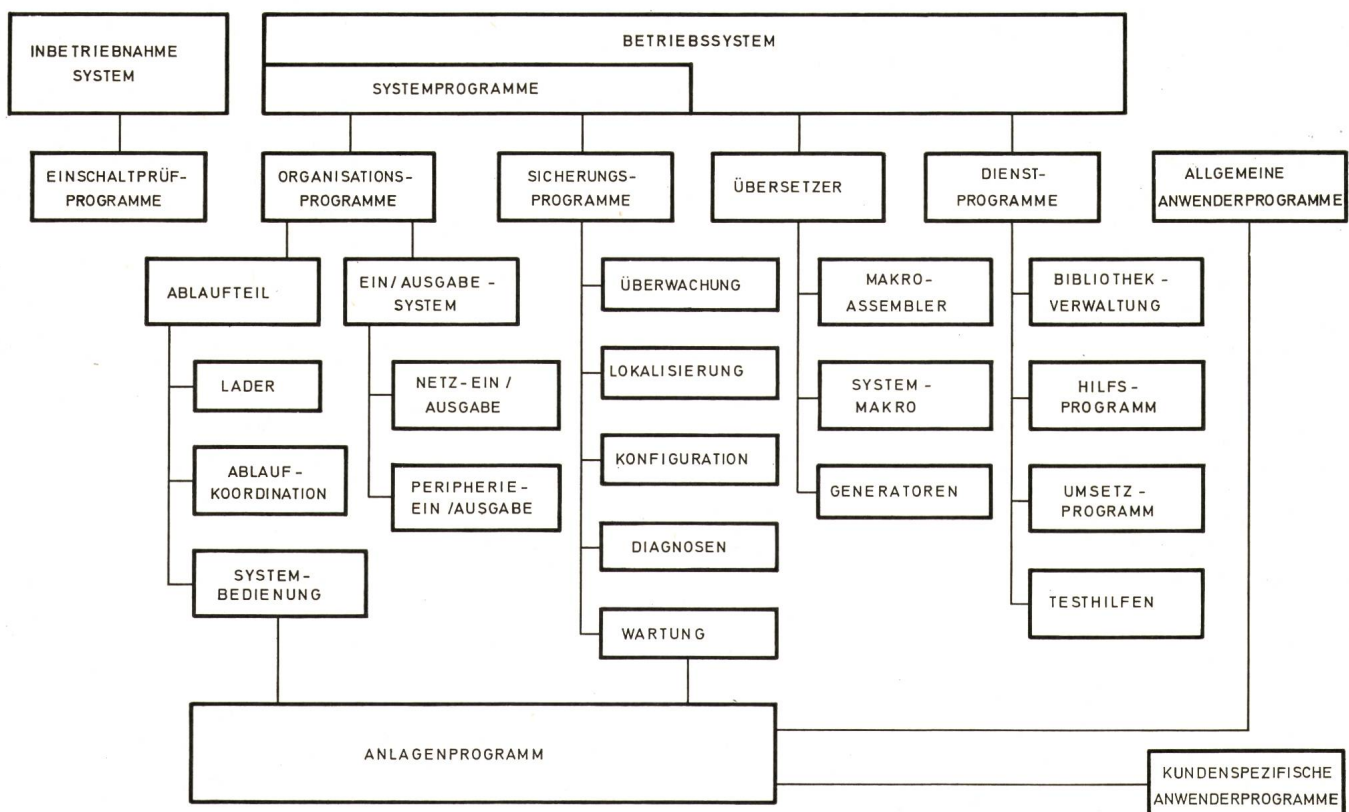 INBETRIEBNAHME
SYSTEM
BETRIEBSSYSTEM
SYSTEMPROGRAMME
EINSCHALTPRÜF-
PROGRAMME
ORGANISATIONS-
PROGRAMME
SICHERUNGS-
PROGRAMME
ÜBERSETZER
DIENST-
PROGRAMME
ALLGEMEINE
ANWENDERPROGRAMME
ABLAUFTEIL
LADER
ABLAUF-
KOORDINATION
SYSTEM-
BEDIENUNG
EIN/AUSGABE-
SYSTEM
NETZ-EIN/
AUSGABE
PERIPHERIE-
EIN/AUSGABE
ÜBERWACHUNG
LOKALISIERUNG
KONFIGURATION
DIAGNOSEN
WARTUNG
MAKRO-
ASSEMBLER
SYSTEM-
MAKRO
GENERATOREN
BIBLIOTHEK-
VERWALTUNG
HILFS-
PROGRAMM
UMSETZ-
PROGRAMM
TESTHILFEN
ANLAGENPROGRAMM
KUNDENSPEZIFISCHE
ANWENDERPROGRAMME